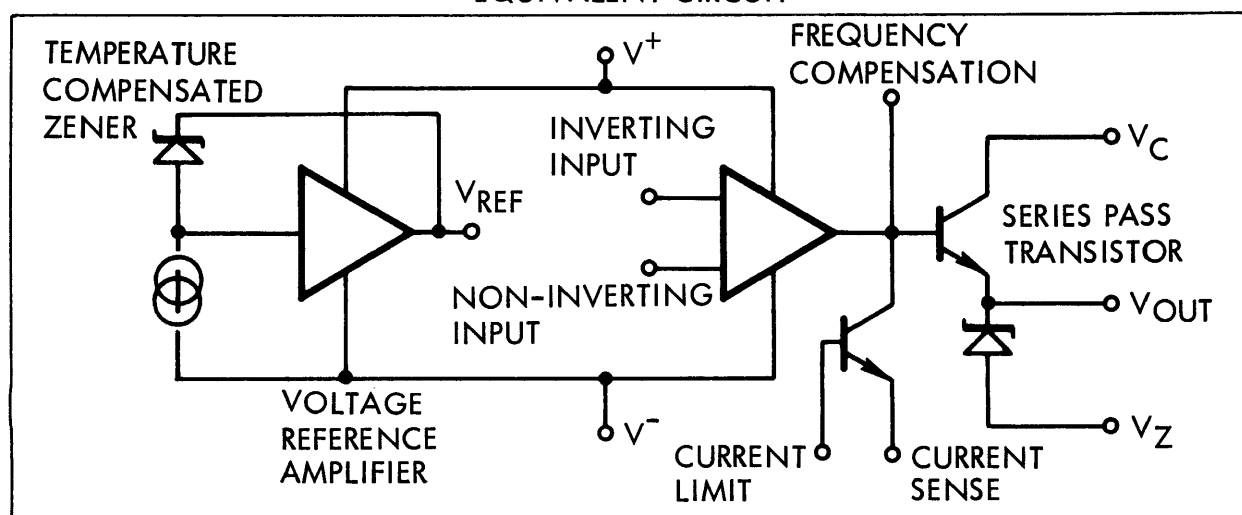 TEMPERATURE
COMPENSATED
ZENER
V+
FREQUENCY
COMPENSATION
INVERTING
INPUT
VREF
NON-INVERTING
INPUT
VC
SERIES PASS
TRANSISTOR
VOUT
VOLTAGE
REFERENCE
AMPLIFIER
V-
CURRENT
LIMIT
CURRENT
SENSE
VZ